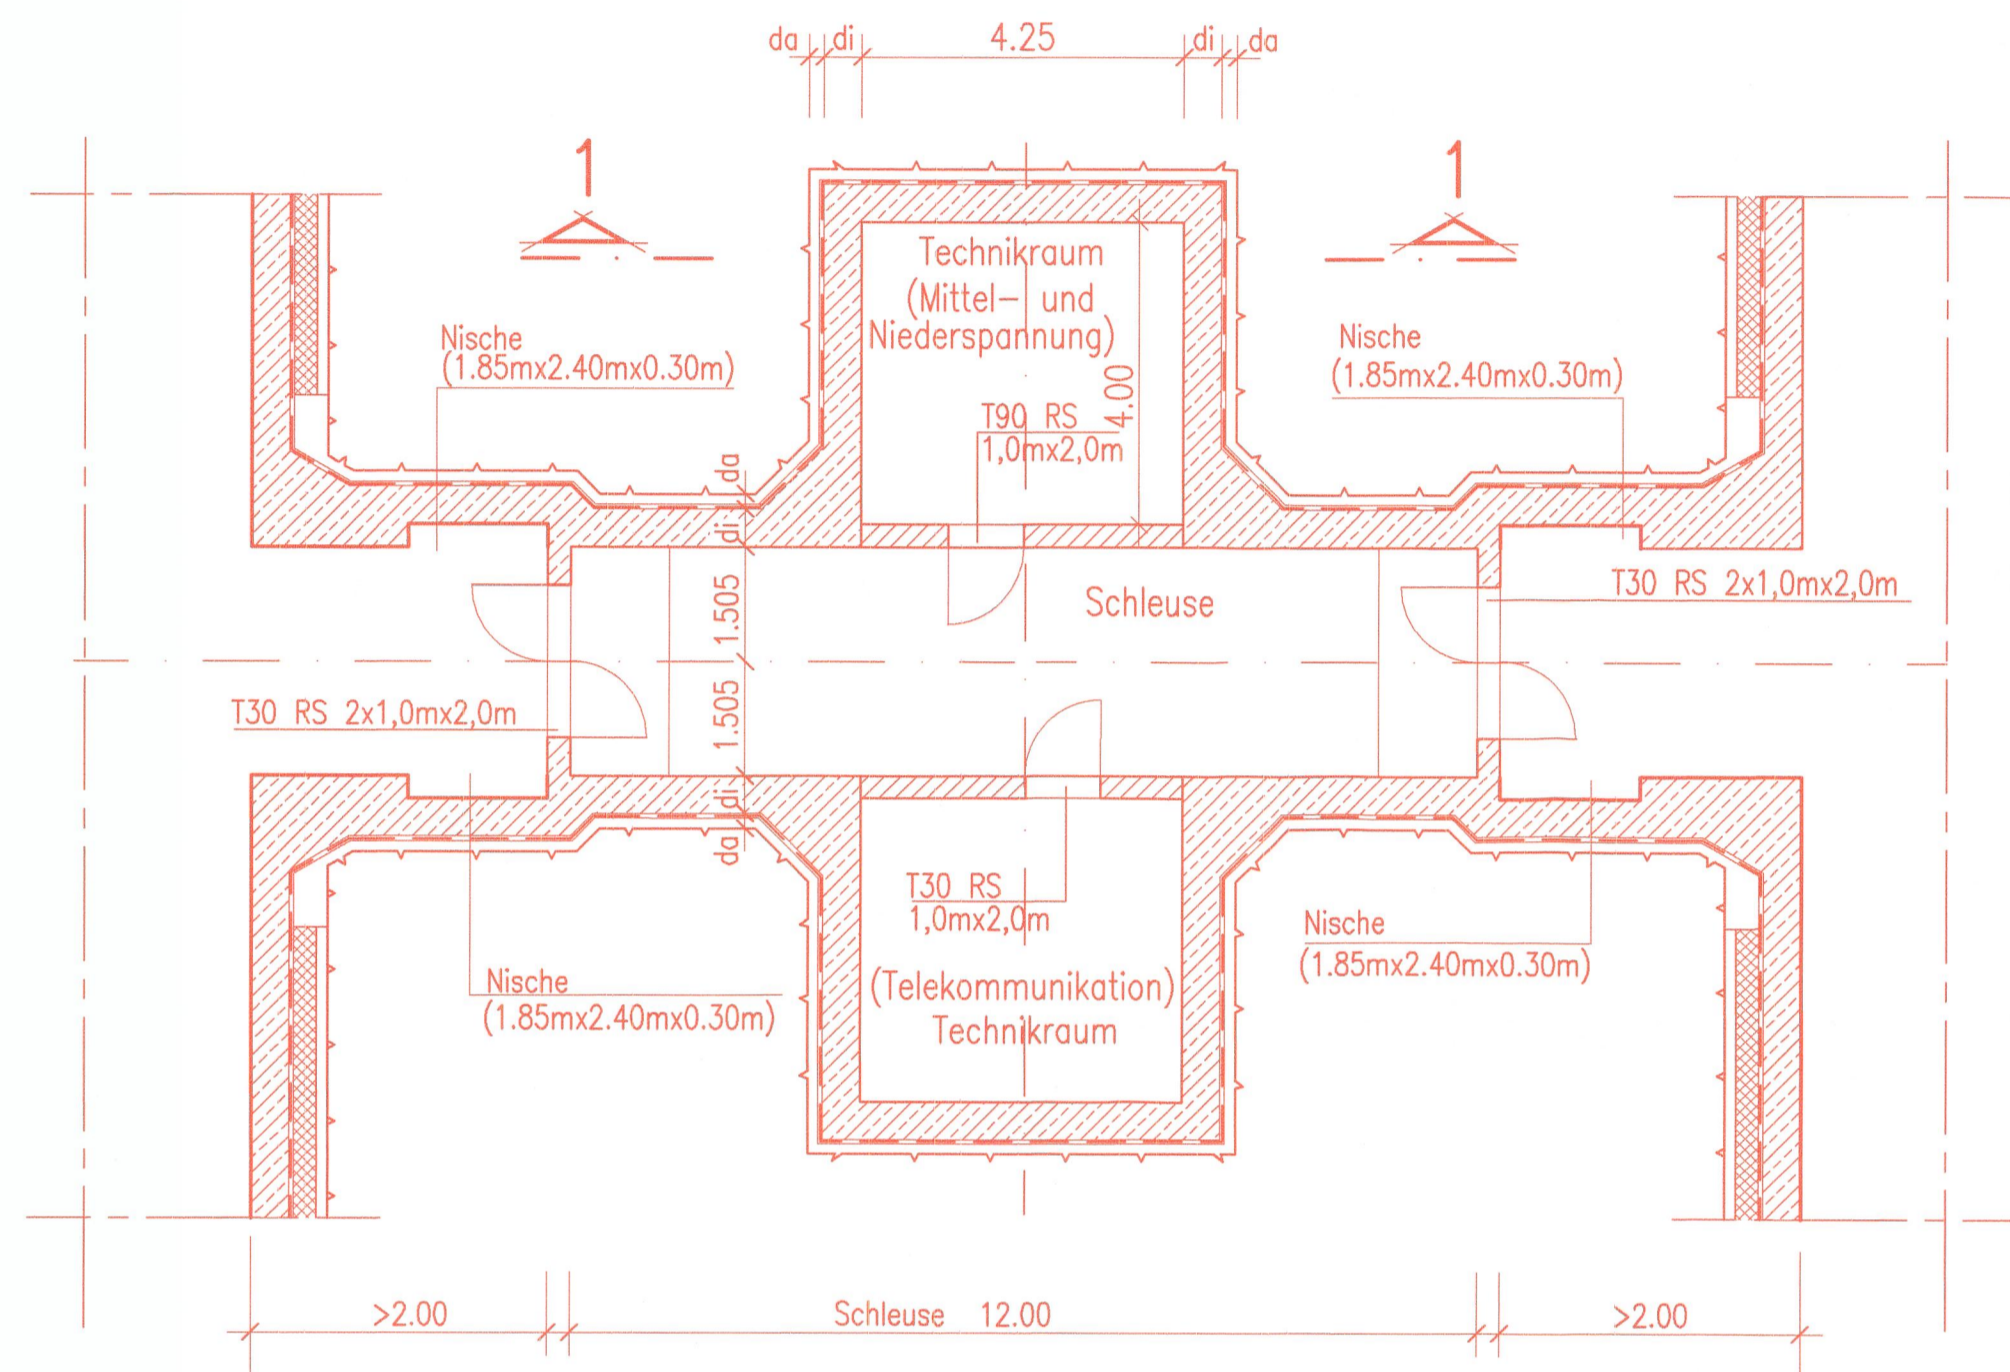 da di 4.25 di da
1 1
Technikraum
(Mittel- und
Niederspannung)
4.00
Nische
(1.85mx2.40mx0.30m)
Nische
(1.85mx2.40mx0.30m)
T90 RS
1,0mx2,0m
da
di
1.505
Schleuse
T30 RS 2x1,0mx2,0m
T30 RS 2x1,0mx2,0m
1.505
di
da
T30 RS
1,0mx2,0m
Nische
(1.85mx2.40mx0.30m)
Nische
(1.85mx2.40mx0.30m)
(Telekommunikation)
Technikraum
>2.00 Schleuse 12.00 >2.00